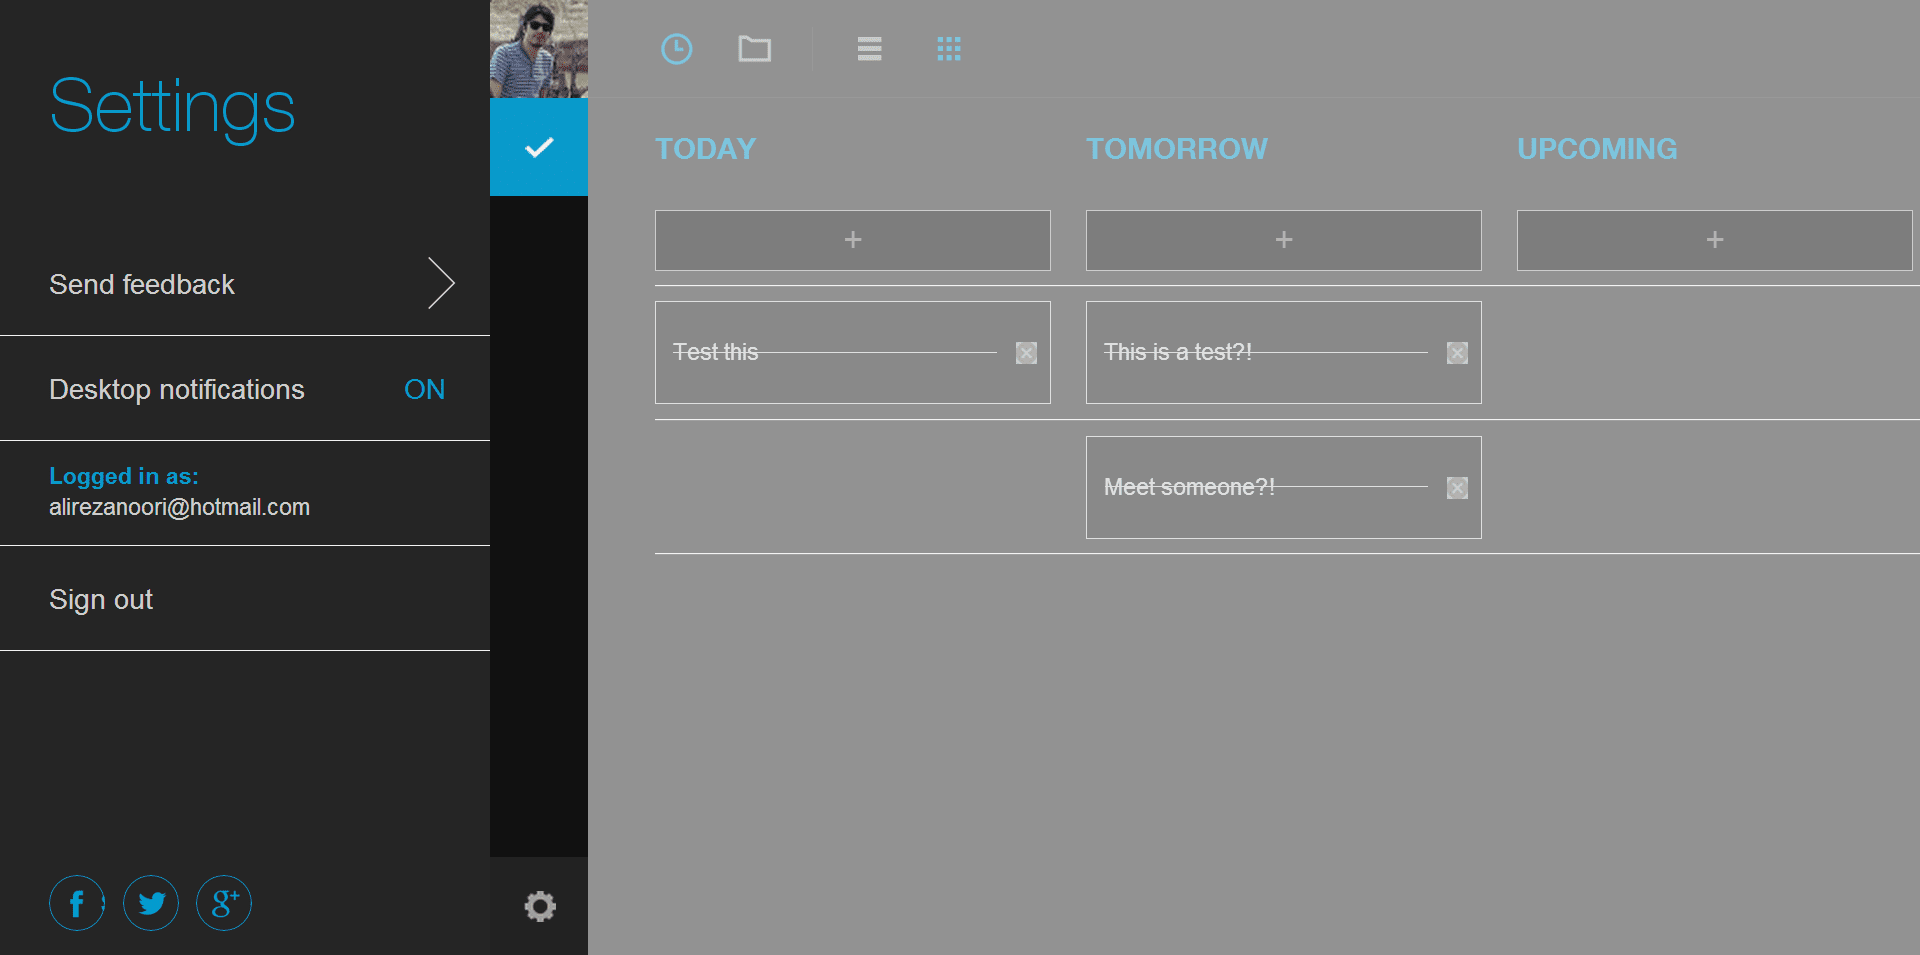 Settings
Send feedback
Desktop notifications ON
Logged in as:
alirezanoori@hotmail.com
Sign out
f g+
TODAY TOMORROW UPCOMING
+ + +
Test this This is a test?!
Meet someone?!